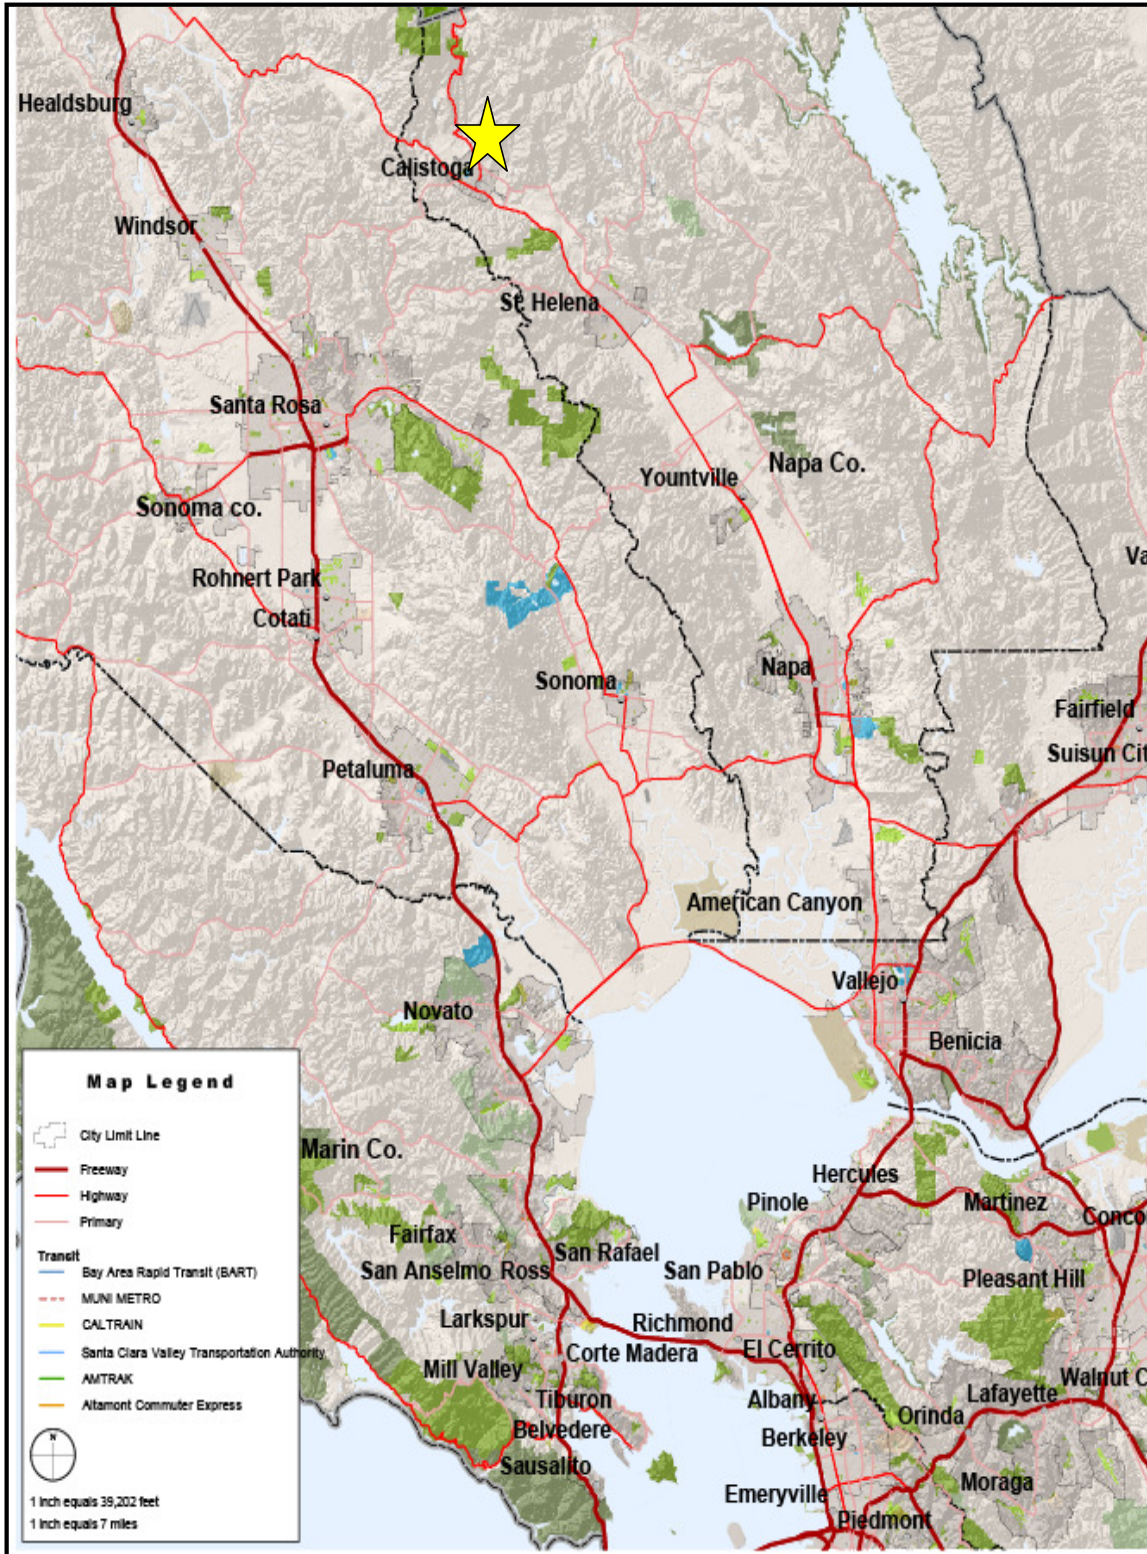 Healdsburg
Calistoga
Windsor
St. Helena
Santa Rosa
Napa Co.
Yountville
Sonoma co.
Va
Rohnert Park
Cotati
Napa
Sonoma
Fairfield
Suisun Cit
Petaluma
American Canyon
Vallejo
Novato
Benicia
Map Legend
City Limit Line
Freeway
Highway
Primary
Transit
Bay Area Rapid Transit (BART)
MUNI METRO
CALTRAIN
Santa Clara Valley Transportation Authority
AMTRAK
Altamont Commuter Express
N
1 inch equals 39,202 feet
1 inch equals 7 miles
Marin Co.
Hercules
Pinole
Martinez
Conco
Fairfax
San Rafael
San Anselmo Ross
San Pablo
Pleasant Hill
Larkspur
Richmond
Corte Madera
El Cerrito
Mill Valley
Walnut C
Tiburon
Albany
Lafayette
Belvedere
Orinda
Berkeley
Sausalito
Moraga
Emeryville
Piedmont